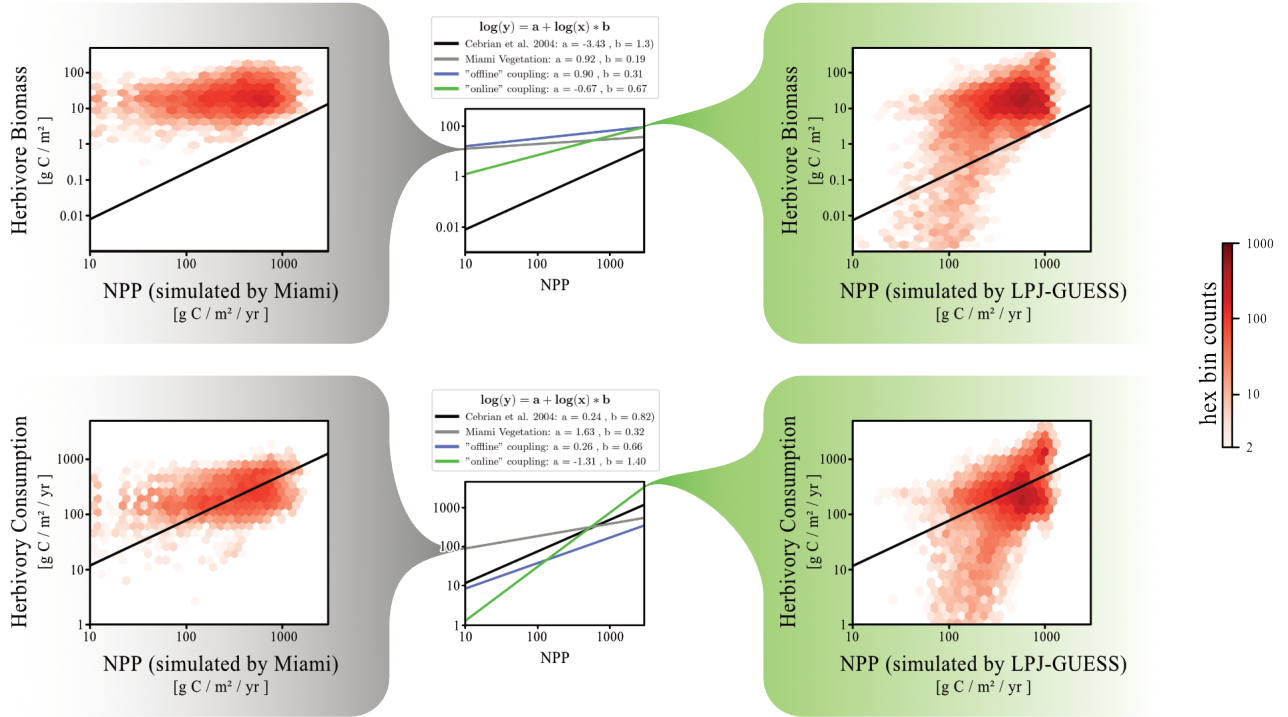 log(y) = a + log(x) * b
Cebrian et al. 2004: a = -3.43 , b = 1.3)
Miami Vegetation: a = 0.92 , b = 0.19
"offline" coupling: a = 0.90 , b = 0.31
"online" coupling: a = -0.67 , b = 0.67
Herbivore Biomass
[g C / m² ]
100
10
1
0.1
0.01
10
100
1000
NPP (simulated by Miami)
[g C / m² / yr ]
100
1
0.01
10
1000
NPP
Herbivore Biomass
[g C / m² ]
100
10
1
0.1
0.01
10
100
1000
NPP (simulated by LPJ-GUESS)
[g C / m² / yr ]
hex bin counts
1000
100
10
2
log(y) = a + log(x) * b
Cebrian et al. 2004: a = 0.24 , b = 0.82)
Miami Vegetation: a = 1.63 , b = 0.32
"offline" coupling: a = 0.26 , b = 0.66
"online" coupling: a = -1.31 , b = 1.40
Herbivory Consumption
[g C / m² / yr ]
1000
100
10
1
10
100
1000
NPP (simulated by Miami)
[g C / m² / yr ]
1000
100
10
1
10
100
1000
NPP
Herbivory Consumption
[g C / m² / yr ]
1000
100
10
1
10
100
1000
NPP (simulated by LPJ-GUESS)
[g C / m² / yr ]